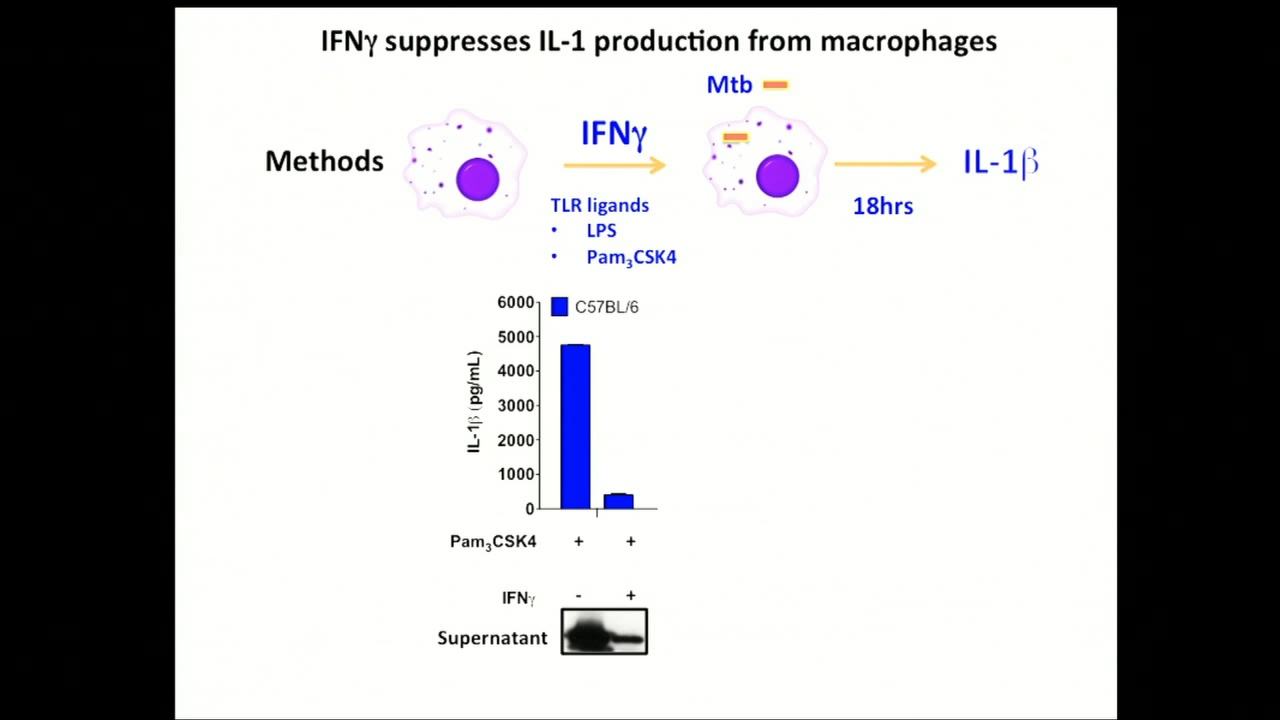 IFNγ suppresses IL-1 production from macrophages
Mtb
IFNγ
Methods
IL-1β
TLR ligands
• LPS
• Pam₃CSK4
18hrs
C57BL/6
IL-1β (pg/mL)
6000
5000
4000
3000
2000
1000
0
Pam₃CSK4 + +
IFNγ - +
Supernatant